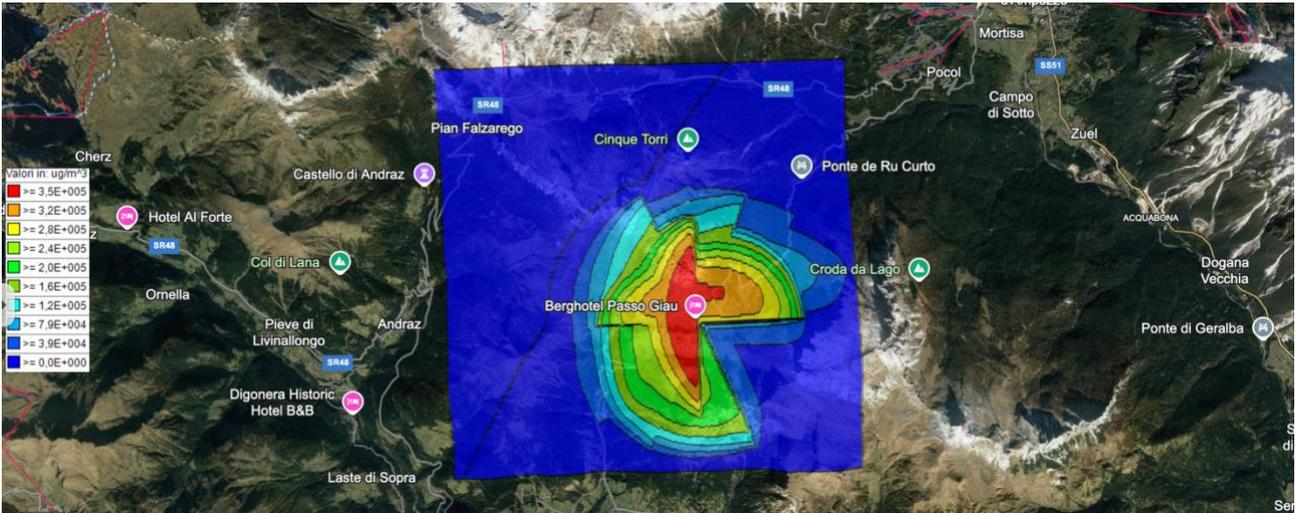 d'Ampezzo
Mortisa
SS51
Pocol
SR48
SR48
Campo
di Sotto
Pian Falzarego
Zuel
Cinque Torri
Cherz
Ponte de Ru Curto
Castello di Andraz
Valori in: ug/m^3
>= 3,5E+005
>= 3,2E+005
>= 2,8E+005
>= 2,4E+005
>= 2,0E+005
>= 1,6E+005
>= 1,2E+005
>= 7,9E+004
>= 3,9E+004
>= 0,0E+000
Hotel Al Forte
ACQUABONA
z
SR48
Col di Lana
Croda da Lago
Dogana
Vecchia
Ornella
Berghotel Passo Giau
Pieve di
Livinallongo
Andraz
Ponte di Geralba
SR48
Digonera Historic
Hotel B&B
S
di
Laste di Sopra
Ser